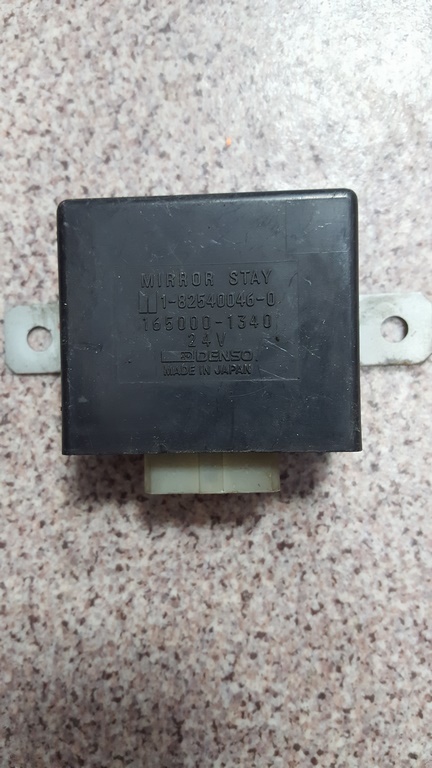 MIRROR STAY
1-82540046-0
165000-1340
24V
DENSO
MADE IN JAPAN